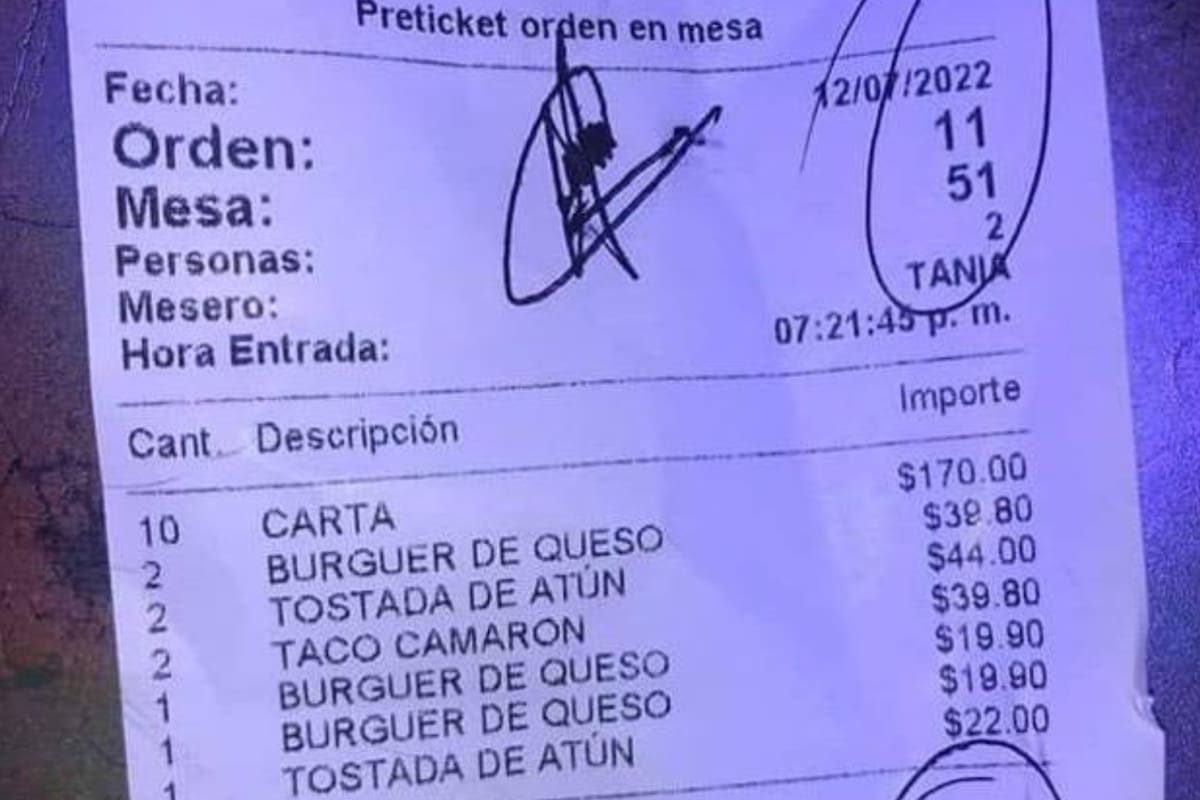 Preticket orden en mesa
Fecha: 12/07/2022
Orden: 11
Mesa: 51
Personas: 2
Mesero: TANIA
Hora Entrada: 07:21:45 p. m.
Cant. Descripción Importe
10 CARTA $170.00
2 BURGUER DE QUESO $39.80
2 TOSTADA DE ATÚN $44.00
2 TACO CAMARON $39.80
1 BURGUER DE QUESO $19.90
1 BURGUER DE QUESO $19.90
1 TOSTADA DE ATÚN $22.00